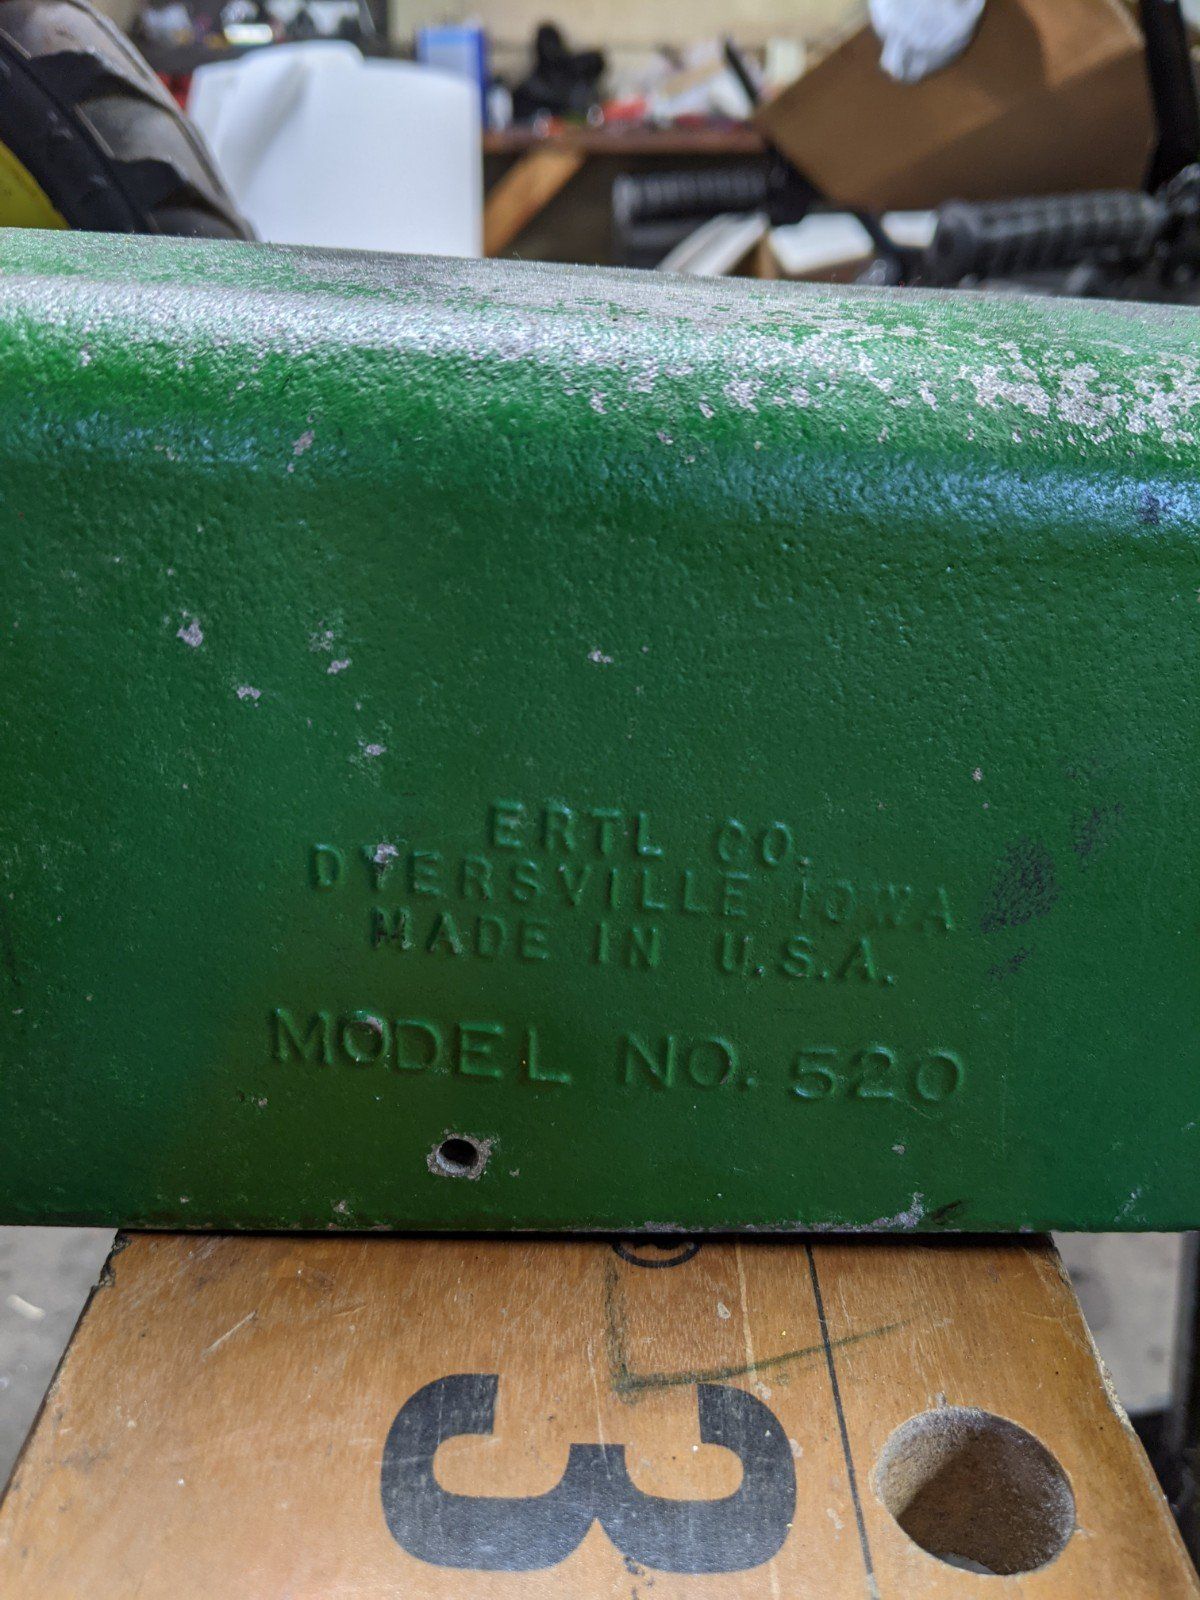 ERTL CO.
DYERSVILLE IOWA
MADE IN U.S.A.
MODEL NO. 520
3